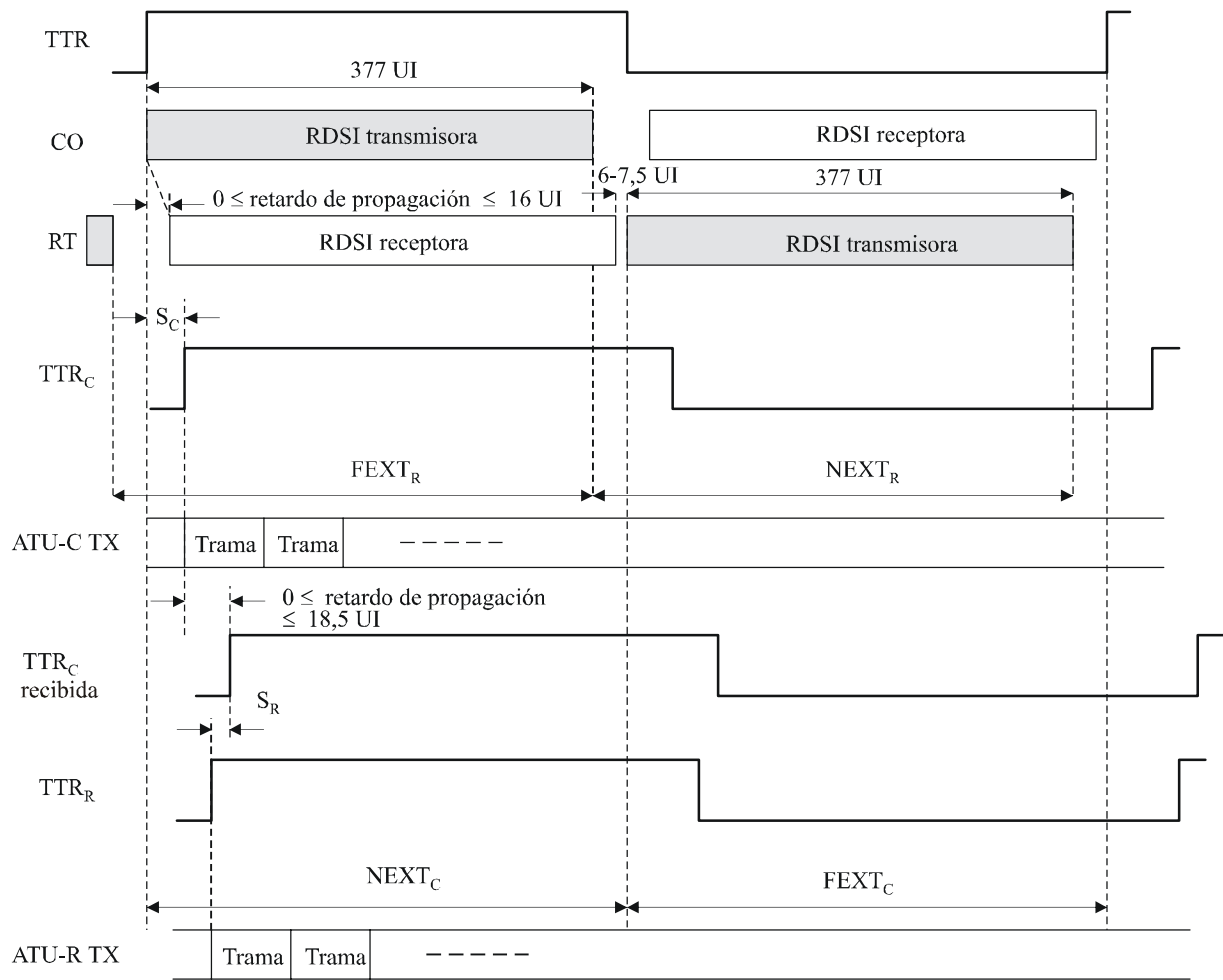 TTR
377 UI
CO
RDSI transmisora
RDSI receptora
6-7,5 UI
377 UI
0 ≤ retardo de propagación ≤ 16 UI
RT
RDSI receptora
RDSI transmisora
S_C
TTR_C
FEXT_R
NEXT_R
ATU-C TX
Trama
Trama
0 ≤ retardo de propagación
≤ 18,5 UI
TTR_C
recibida
S_R
TTR_R
NEXT_C
FEXT_C
ATU-R TX
Trama
Trama